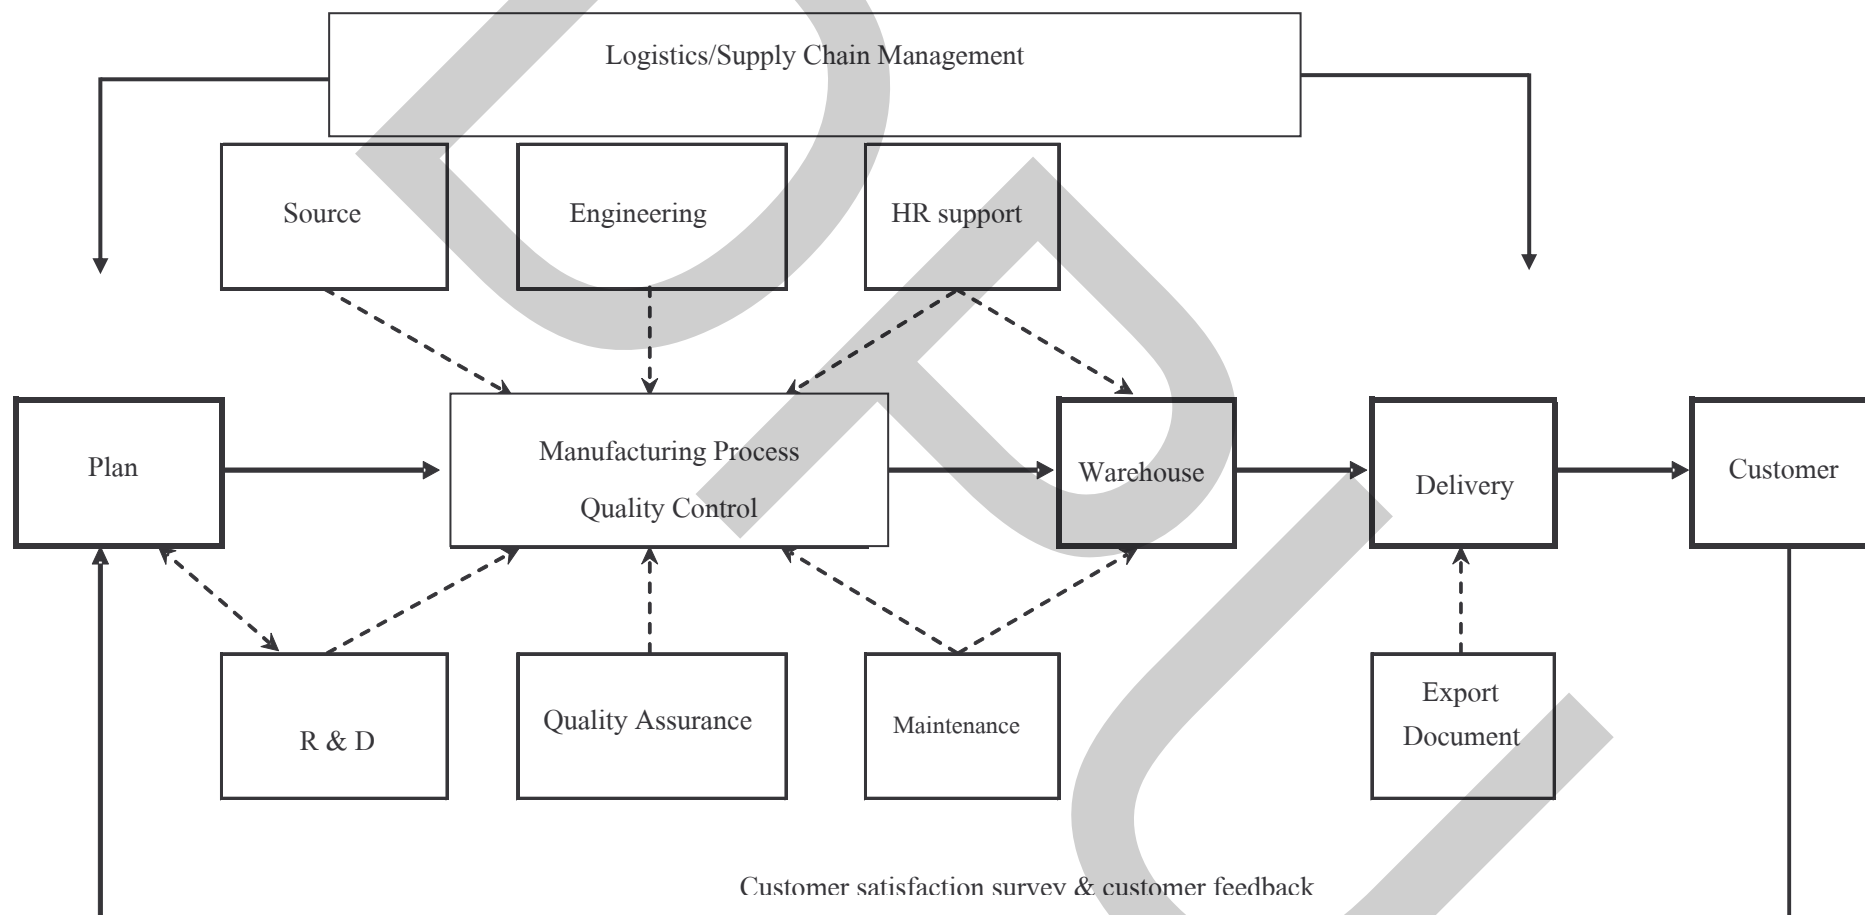 Logistics/Supply Chain Management
Source
Engineering
HR support
Plan
Manufacturing Process
Quality Control
Warehouse
Delivery
Customer
R & D
Quality Assurance
Maintenance
Export
Document
Customer satisfaction survey & customer feedback